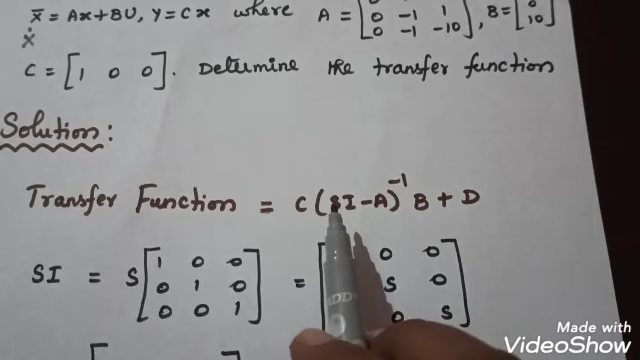 Ẋ = Ax + BU, Y = Cx where A = [ 0 -1 1 , B = [
Ẋ 0 -1 -10 ] 10 ]
C = [ 1 0 0 ] . Determine the transfer function
Solution:
Transfer Function = C (SI-A)⁻¹ B + D
SI = S [ 1 0 0 = [ 0 0
0 1 0 S 0
0 0 1 ] 0 S ]
Made with
VideoShow